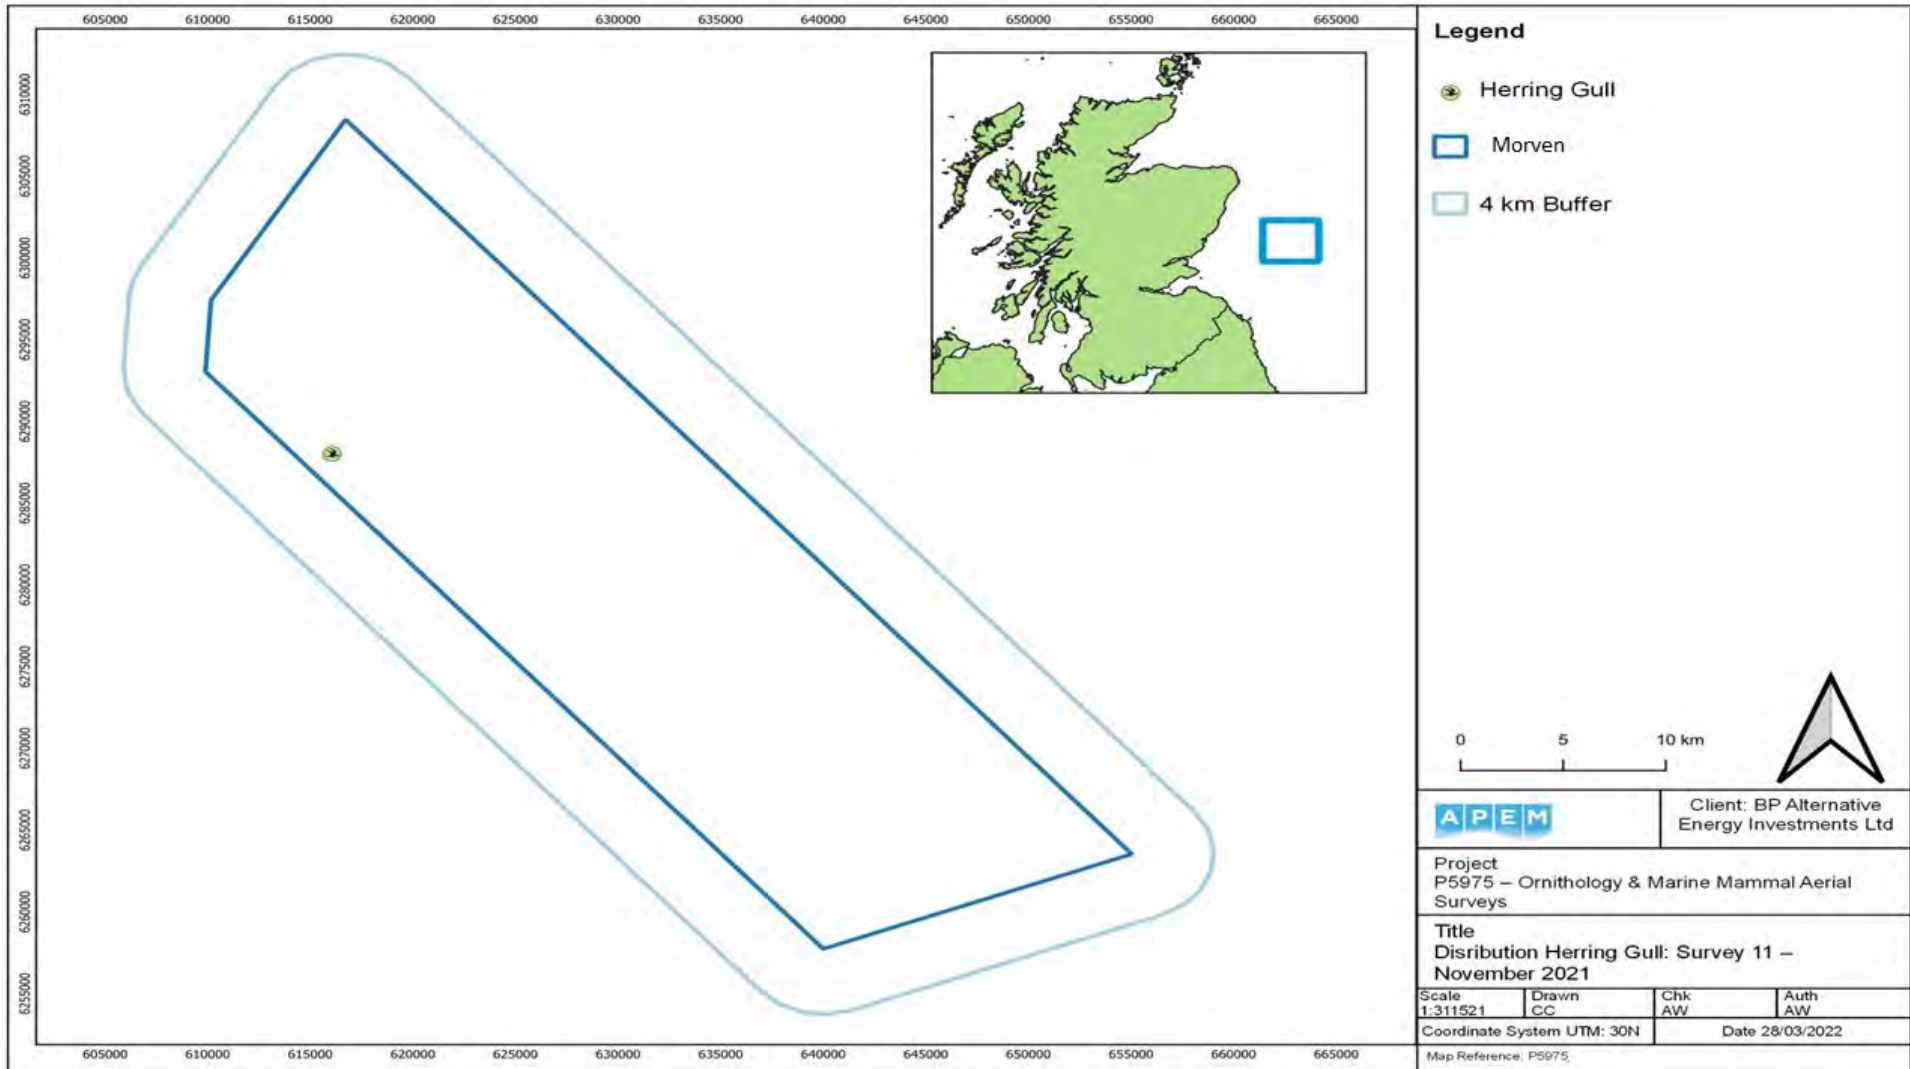 605000 610000 615000 620000 625000 630000 635000 640000 645000 650000 655000 660000 665000
6310000
6305000
6300000
6295000
6290000
6285000
6280000
6275000
6270000
6265000
6260000
6255000
605000 610000 615000 620000 625000 630000 635000 640000 645000 650000 655000 660000 665000
Legend
Herring Gull
Morven
4 km Buffer
0 5 10 km
APEM
Client: BP Alternative
Energy Investments Ltd
Project
P5975 – Ornithology & Marine Mammal Aerial
Surveys
Title
Disribution Herring Gull: Survey 11 –
November 2021
Scale
1:311521
Drawn
CC
Chk
AW
Auth
AW
Coordinate System UTM: 30N
Date 28/03/2022
Map Reference: P5975